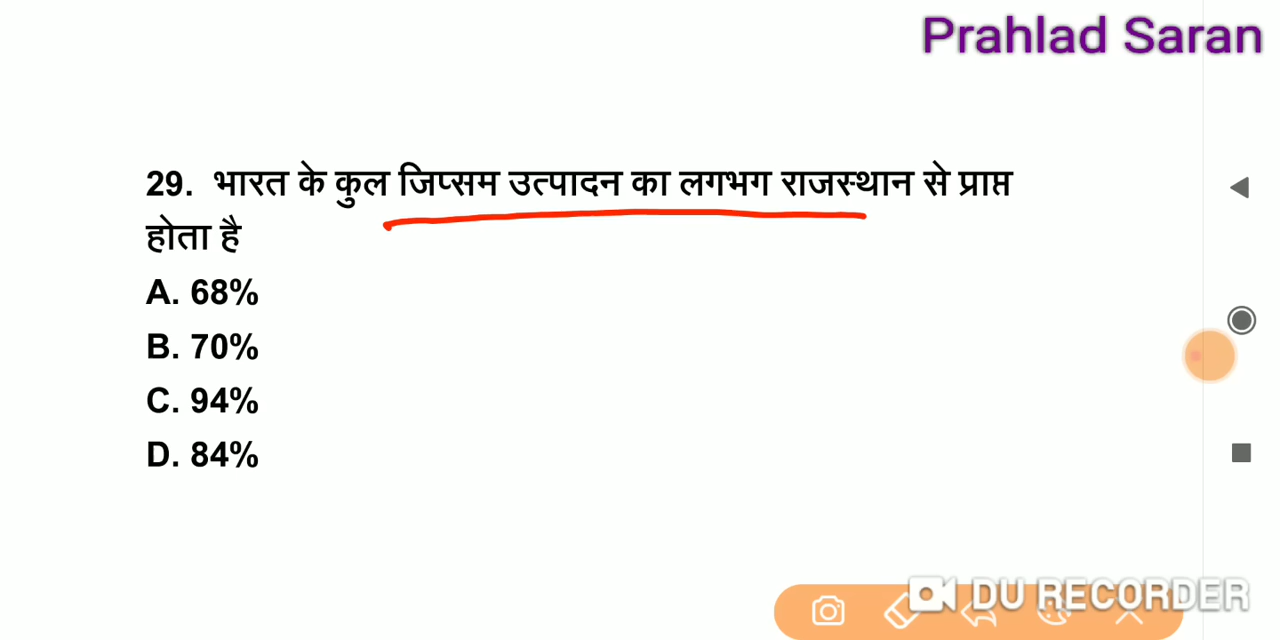 Prahlad Saran
29. भारत के कुल जिप्सम उत्पादन का लगभग राजस्थान से प्राप्त
होता है
A. 68%
B. 70%
C. 94%
D. 84%
DU RECORDER